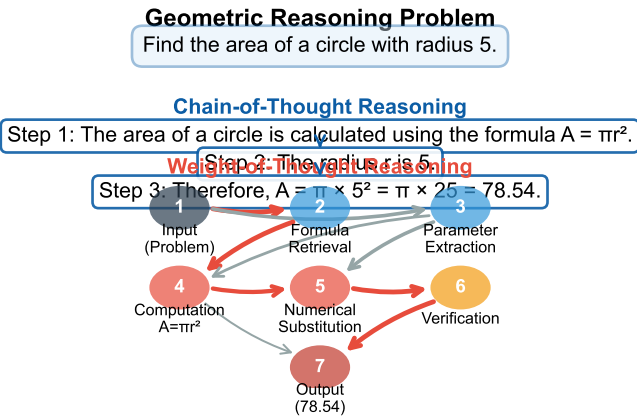 Geometric Reasoning Problem
Find the area of a circle with radius 5.
Chain-of-Thought Reasoning
Step 1: The area of a circle is calculated using the formula A = πr².
Step 2: The radius r is 5.
Weight-of-Thought Reasoning
Step 3: Therefore, A = π × 5² = π × 25 = 78.54.
1
2
3
Input
(Problem)
Formula
Retrieval
Parameter
Extraction
4
5
6
Computation
A=πr²
Numerical
Substitution
Verification
7
Output
(78.54)